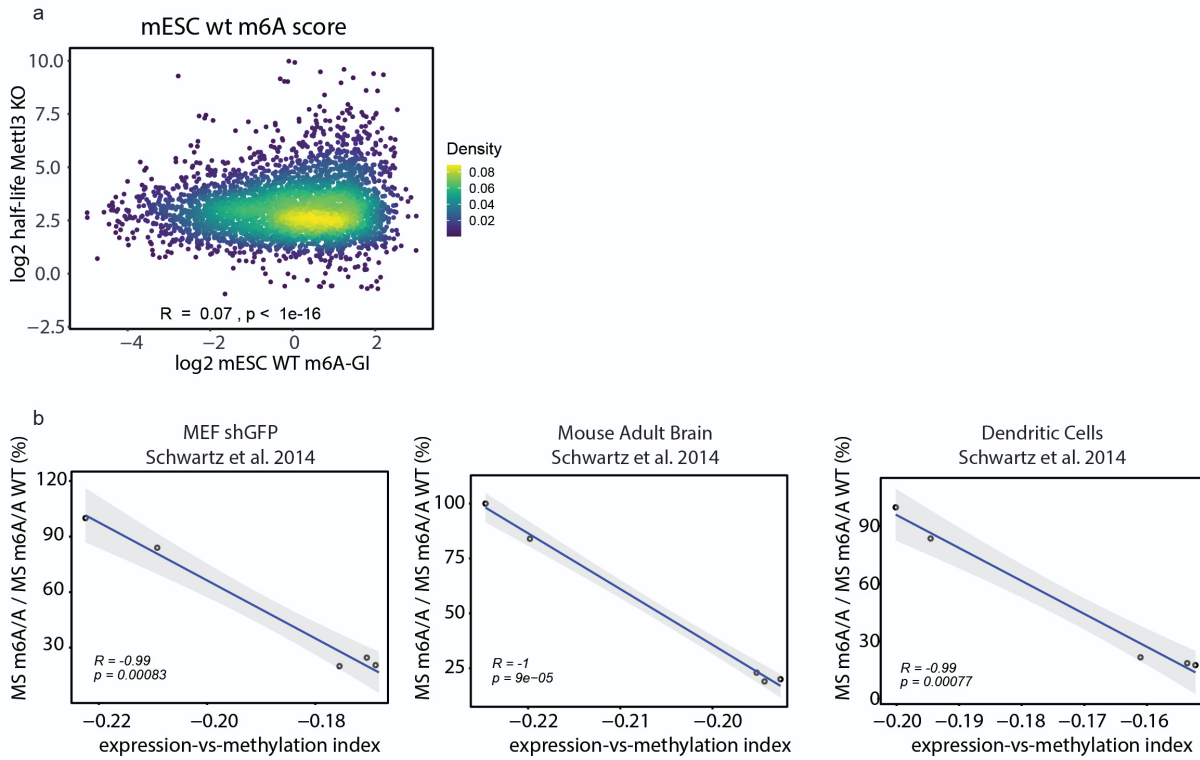 a
mESC wt m6A score
log2 half-life Mettl3 KO
10.0
7.5
5.0
2.5
0.0
−2.5
R = 0.07 , p < 1e-16
−4 −2 0 2
log2 mESC WT m6A-GI
Density
0.08
0.06
0.04
0.02
b
MEF shGFP
Schwartz et al. 2014
MS m6A/A / MS m6A/A WT (%)
120
90
60
30
R = -0.99
p = 0.00083
−0.22 −0.20 −0.18
expression-vs-methylation index
Mouse Adult Brain
Schwartz et al. 2014
MS m6A/A / MS m6A/A WT (%)
100
75
50
25
R = -1
p = 9e−05
−0.22 −0.21 −0.20
expression-vs-methylation index
Dendritic Cells
Schwartz et al. 2014
MS m6A/A / MS m6A/A WT (%)
90
60
30
0
R = -0.99
p = 0.00077
−0.20 −0.19 −0.18 −0.17 −0.16
expression-vs-methylation index